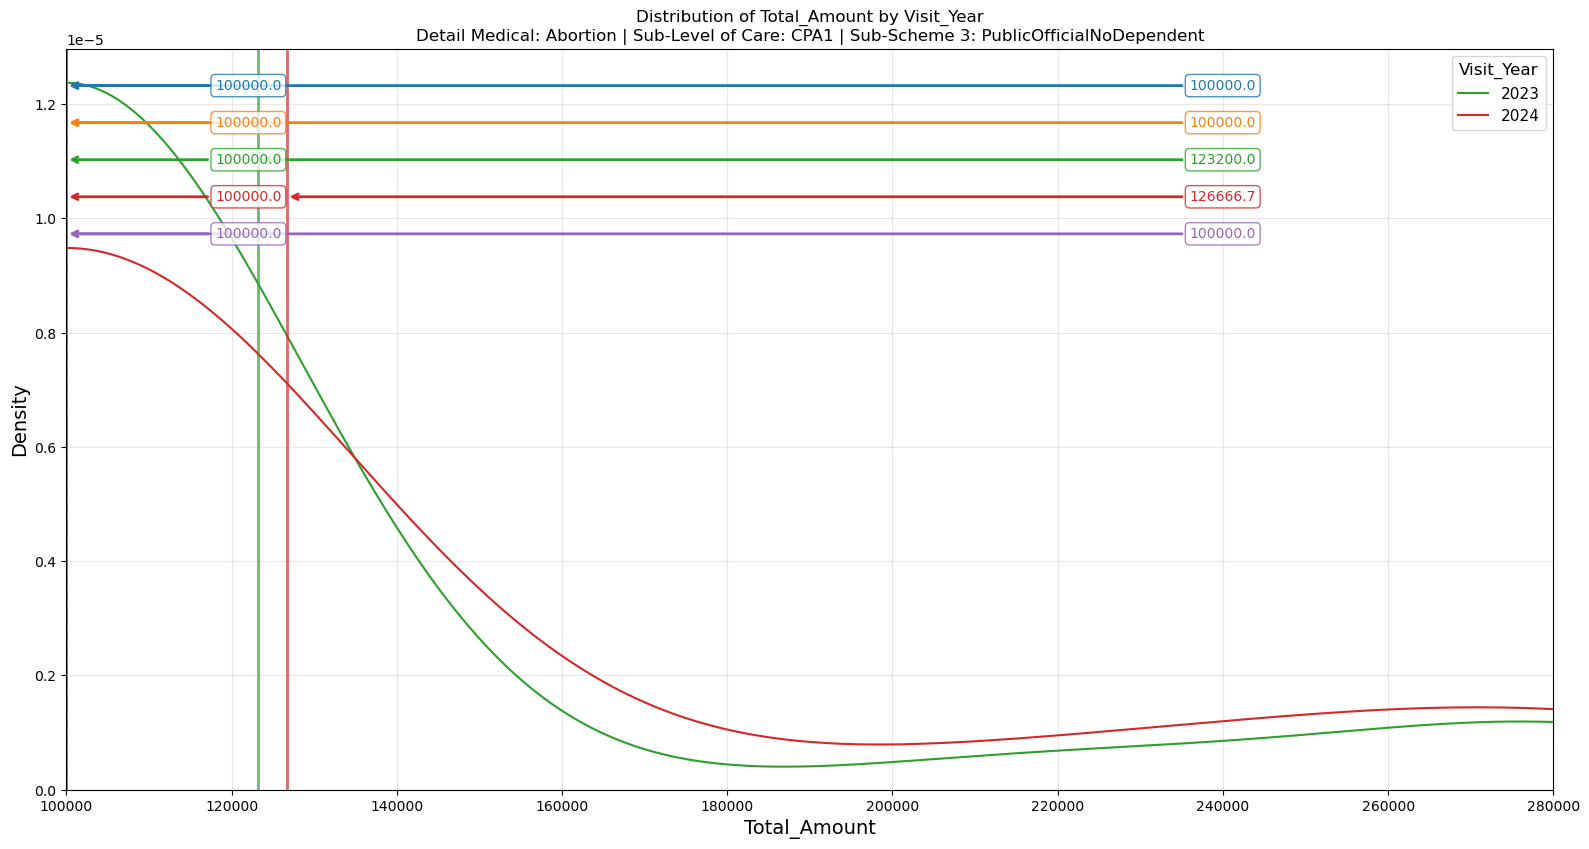 Distribution of Total_Amount by Visit_Year
Detail Medical: Abortion | Sub-Level of Care: CPA1 | Sub-Scheme 3: PublicOfficialNoDependent
1e−5
Visit_Year
2023
2024
100000.0 100000.0
100000.0 100000.0
100000.0 123200.0
100000.0 126666.7
100000.0 100000.0
1.2
1.0
0.8
0.6
0.4
0.2
0.0
Density
100000 120000 140000 160000 180000 200000 220000 240000 260000 280000
Total_Amount